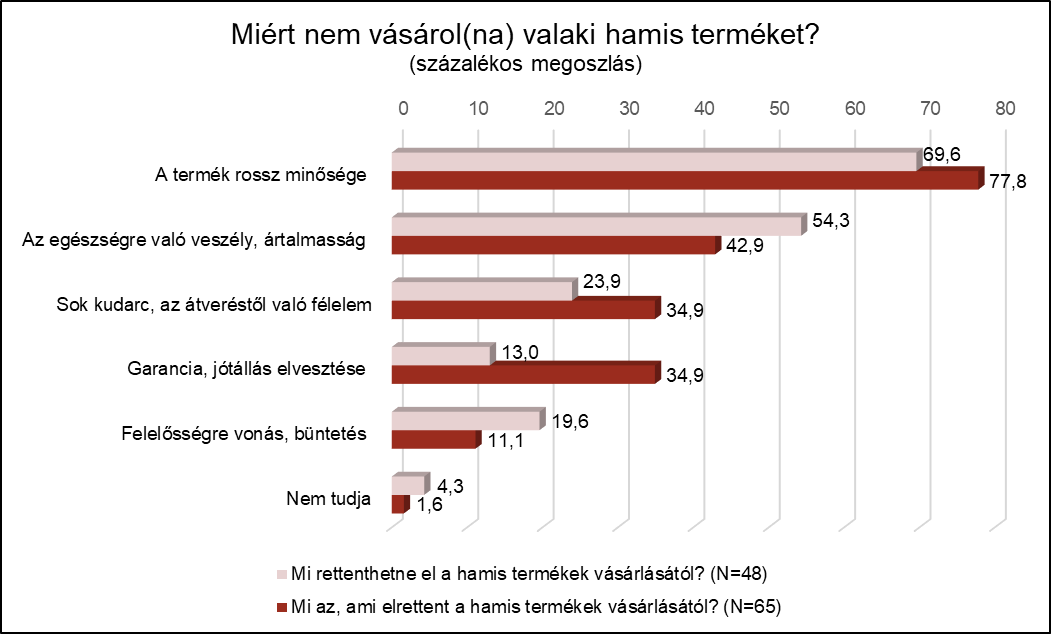 Miért nem vásárol(na) valaki hamis terméket?
(százalékos megoszlás)
0 10 20 30 40 50 60 70 80
A termék rossz minősége
69,6
77,8
Az egészségre való veszély, ártalmasság
54,3
42,9
Sok kudarc, az átveréstől való félelem
23,9
34,9
Garancia, jótállás elvesztése
13,0
34,9
Felelősségre vonás, büntetés
19,6
11,1
Nem tudja
4,3
1,6
Mi rettenthetne el a hamis termékek vásárlásától? (N=48)
Mi az, ami elrettent a hamis termékek vásárlásától? (N=65)